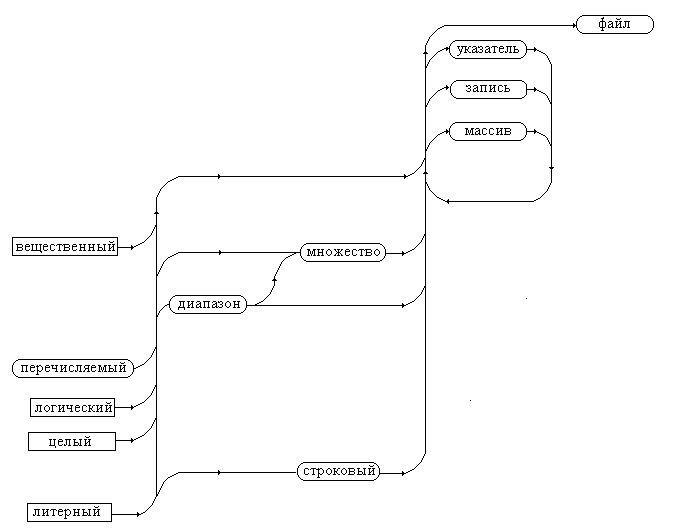 файл
указатель
запись
массив
вещественный
множество
диапазон
перечисляемый
логический
целый
строковый
литерный